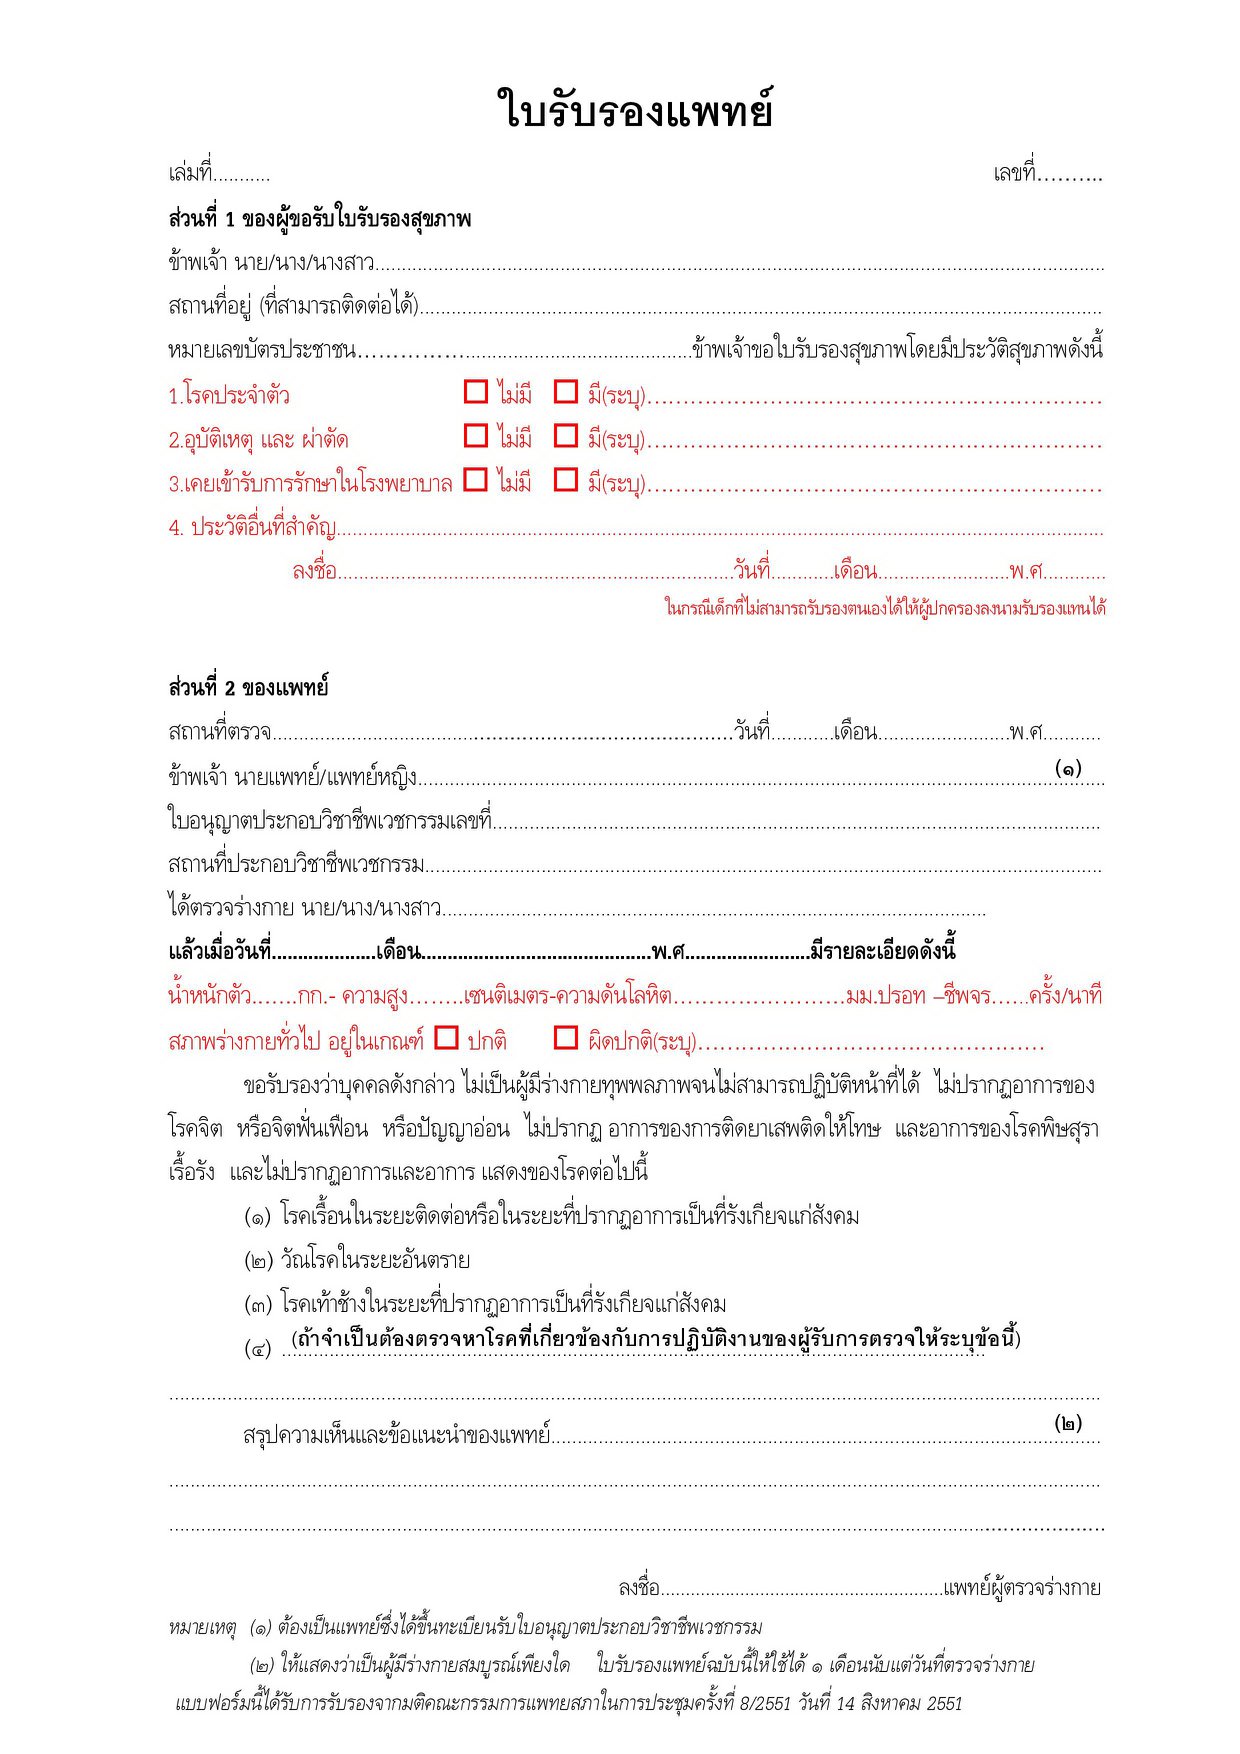 ใบรับรองแพทย์
เล่มที่........... เลขที่..........
ส่วนที่ 1 ของผู้ขอรับใบรับรองสุขภาพ
ข้าพเจ้า นาย/นาง/นางสาว..........
สถานที่อยู่ (ที่สามารถติดต่อได้)..........
หมายเลขบัตรประชาชน..........ข้าพเจ้าขอใบรับรองสุขภาพโดยมีประวัติสุขภาพดังนี้
1.โรคประจำตัว ☐ ไม่มี ☐ มี(ระบุ)..........
2.อุบัติเหตุ และ ผ่าตัด ☐ ไม่มี ☐ มี(ระบุ)..........
3.เคยเข้ารับการรักษาในโรงพยาบาล ☐ ไม่มี ☐ มี(ระบุ)..........
4. ประวัติอื่นที่สำคัญ..........
ลงชื่อ..........วันที่..........เดือน..........พ.ศ..........
ในกรณีเด็กที่ไม่สามารถรับรองตนเองได้ให้ผู้ปกครองลงนามรับรองแทนได้
ส่วนที่ 2 ของแพทย์
สถานที่ตรวจ..........วันที่..........เดือน..........พ.ศ..........
ข้าพเจ้า นายแพทย์/แพทย์หญิง..........(๑)
ใบอนุญาตประกอบวิชาชีพเวชกรรมเลขที่..........
สถานที่ประกอบวิชาชีพเวชกรรม..........
ได้ตรวจร่างกาย นาย/นาง/นางสาว..........
แล้วเมื่อวันที่..........เดือน..........พ.ศ..........มีรายละเอียดดังนี้
น้ำหนักตัว........กก.- ความสูง........เซนติเมตร-ความดันโลหิต..........มม.ปรอท –ชีพจร......ครั้ง/นาที
สภาพร่างกายทั่วไป อยู่ในเกณฑ์ ☐ ปกติ ☐ ผิดปกติ(ระบุ)..........
ขอรับรองว่าบุคคลดังกล่าว ไม่เป็นผู้มีร่างกายทุพพลภาพจนไม่สามารถปฏิบัติหน้าที่ได้ ไม่ปรากฏอาการของ
โรคจิต หรือจิตฟั่นเฟือน หรือปัญญาอ่อน ไม่ปรากฏ อาการของการติดยาเสพติดให้โทษ และอาการของโรคพิษสุรา
เรื้อรัง และไม่ปรากฏอาการและอาการ แสดงของโรคต่อไปนี้
(๑) โรคเรื้อนในระยะติดต่อหรือในระยะที่ปรากฏอาการเป็นที่รังเกียจแก่สังคม
(๒) วัณโรคในระยะอันตราย
(๓) โรคเท้าช้างในระยะที่ปรากฏอาการเป็นที่รังเกียจแก่สังคม
(๔) (ถ้าจำเป็นต้องตรวจหาโรคที่เกี่ยวข้องกับการปฏิบัติงานของผู้รับการตรวจให้ระบุข้อนี้)
..........
สรุปความเห็นและข้อแนะนำของแพทย์..........(๒)
..........
..........
ลงชื่อ..........แพทย์ผู้ตรวจร่างกาย
หมายเหตุ (๑) ต้องเป็นแพทย์ซึ่งได้ขึ้นทะเบียนรับใบอนุญาตประกอบวิชาชีพเวชกรรม
(๒) ให้แสดงว่าเป็นผู้มีร่างกายสมบูรณ์เพียงใด ใบรับรองแพทย์ฉบับนี้ให้ใช้ได้ ๑ เดือนนับแต่วันที่ตรวจร่างกาย
แบบฟอร์มนี้ได้รับการรับรองจากมติคณะกรรมการแพทยสภาในการประชุมครั้งที่ 8/2551 วันที่ 14 สิงหาคม 2551